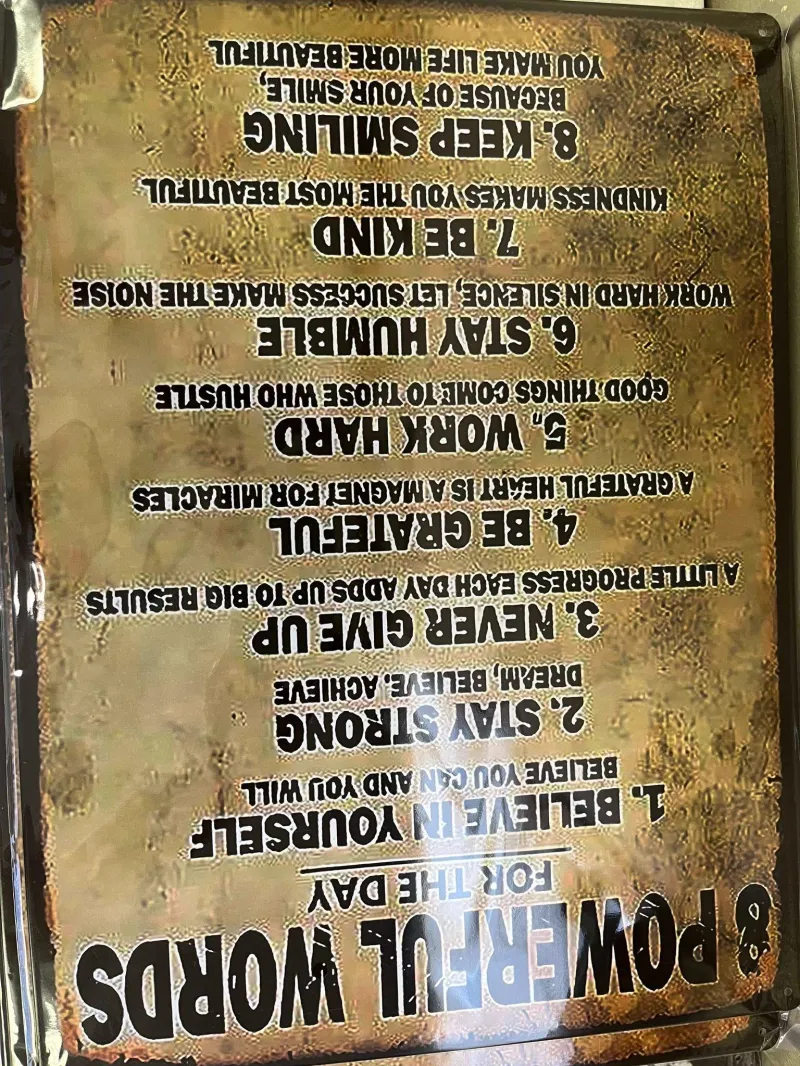 8 POWERFUL WORDS
FOR THE DAY
1. BELIEVE IN YOURSELF
BELIEVE YOU CAN AND YOU WILL
2. STAY STRONG
DREAM, BELIEVE, ACHIEVE
3. NEVER GIVE UP
A LITTLE PROGRESS EACH DAY ADDS UP TO BIG RESULTS
4. BE GRATEFUL
A GRATEFUL HEART IS A MAGNET FOR MIRACLES
5. WORK HARD
GOOD THINGS COME TO THOSE WHO HUSTLE
6. STAY HUMBLE
WORK HARD IN SILENCE, LET SUCCESS MAKE THE NOISE
7. BE KIND
KINDNESS MAKES YOU THE MOST BEAUTIFUL
8. KEEP SMILING
BECAUSE OF YOUR SMILE,
YOU MAKE LIFE MORE BEAUTIFUL